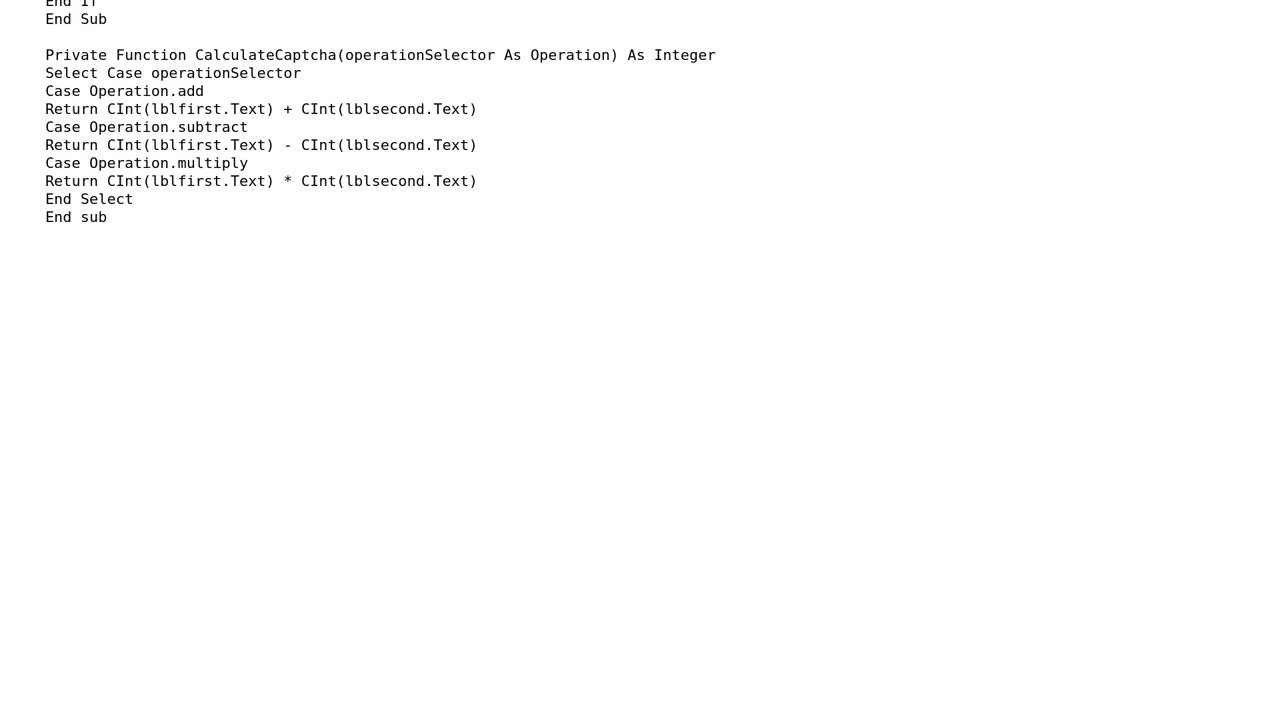 End If
End Sub
Private Function CalculateCaptcha(operationSelector As Operation) As Integer
Select Case operationSelector
Case Operation.add
Return CInt(lblfirst.Text) + CInt(lblsecond.Text)
Case Operation.subtract
Return CInt(lblfirst.Text) - CInt(lblsecond.Text)
Case Operation.multiply
Return CInt(lblfirst.Text) * CInt(lblsecond.Text)
End Select
End sub